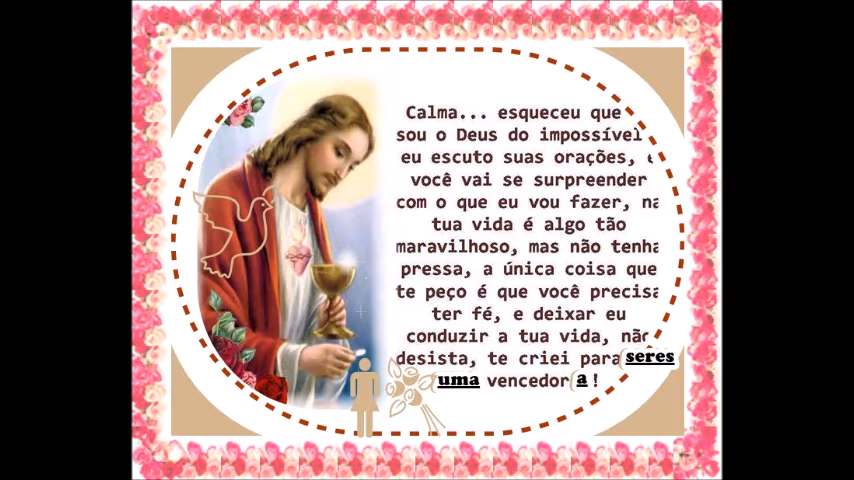 Calma... esqueceu que
sou o Deus do impossível
eu escuto suas orações,
você vai se surpreender
com o que eu vou fazer, na
tua vida é algo tão
maravilhoso, mas não tenha
pressa, a única coisa que
te peço é que você precisa
ter fé, e deixar eu
conduzir a tua vida, não
desista, te criei para seres
uma vencedor a !